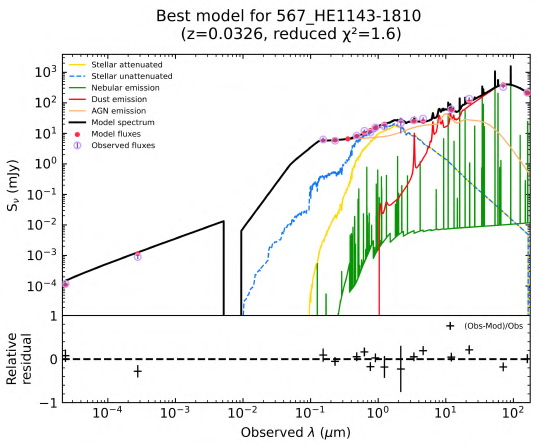 Best model for 567_HE1143-1810
(z=0.0326, reduced χ²=1.6)
Stellar attenuated
Stellar unattenuated
Nebular emission
Dust emission
AGN emission
Model spectrum
Model fluxes
Observed fluxes
10³
10²
10¹
10⁰
10⁻¹
10⁻²
10⁻³
10⁻⁴
1
Sν (mJy)
(Obs-Mod)/Obs
0
−1
Relative
residual
10⁻⁴ 10⁻³ 10⁻² 10⁻¹ 10⁰ 10¹ 10²
Observed λ (μm)